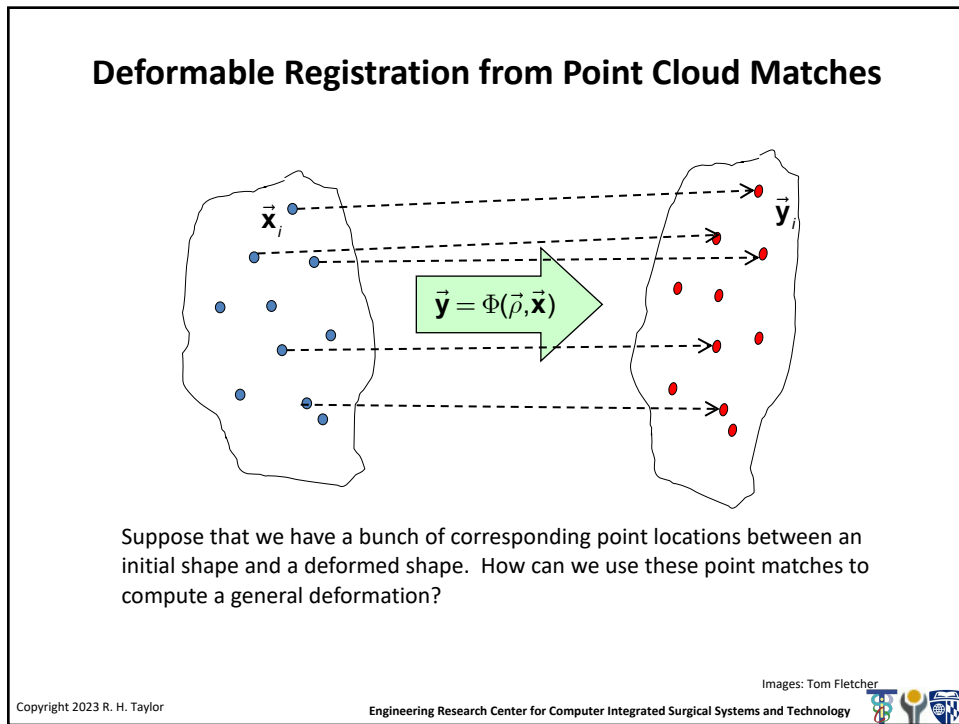 Deformable Registration from Point Cloud Matches
x⃗ᵢ
y⃗ᵢ
y⃗ = Φ(ρ⃗,x⃗)
Suppose that we have a bunch of corresponding point locations between an
initial shape and a deformed shape. How can we use these point matches to
compute a general deformation?
Images: Tom Fletcher
Copyright 2023 R. H. Taylor
Engineering Research Center for Computer Integrated Surgical Systems and Technology